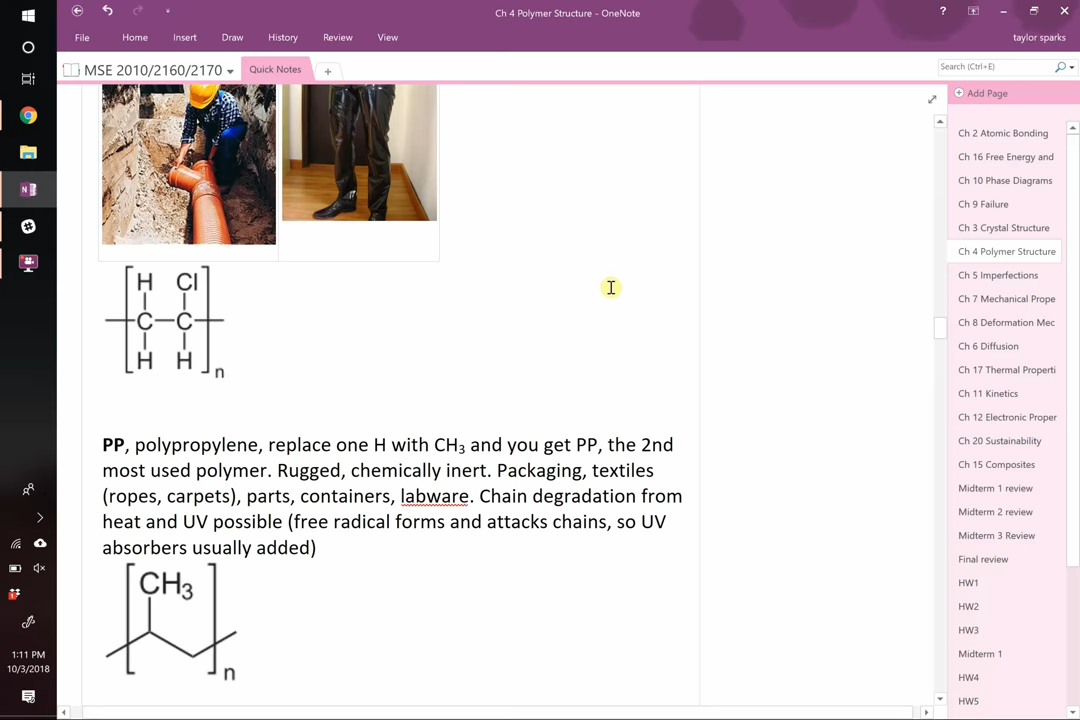 Ch 4 Polymer Structure - OneNote
?
File
Home
Insert
Draw
History
Review
View
taylor sparks
MSE 2010/2160/2170
Quick Notes
Search (Ctrl+E)
Add Page
Ch 2 Atomic Bonding
Ch 16 Free Energy and
Ch 10 Phase Diagrams
Ch 9 Failure
Ch 3 Crystal Structure
Ch 4 Polymer Structure
Ch 5 Imperfections
Ch 7 Mechanical Prope
Ch 8 Deformation Mec
Ch 6 Diffusion
Ch 17 Thermal Properti
Ch 11 Kinetics
Ch 12 Electronic Proper
Ch 20 Sustainability
Ch 15 Composites
Midterm 1 review
Midterm 2 review
Midterm 3 Review
Final review
HW1
HW2
HW3
Midterm 1
HW4
HW5
H Cl
C C
H H
n
PP, polypropylene, replace one H with CH₃ and you get PP, the 2nd
most used polymer. Rugged, chemically inert. Packaging, textiles
(ropes, carpets), parts, containers, labware. Chain degradation from
heat and UV possible (free radical forms and attacks chains, so UV
absorbers usually added)
CH₃
n
1:11 PM
10/3/2018